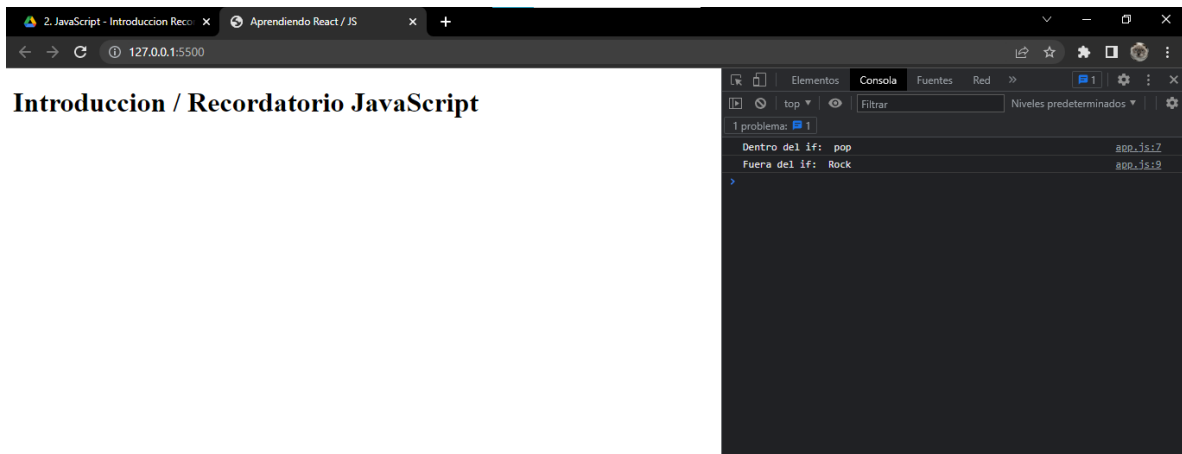 2. JavaScript - Introduccion Reco
Aprendiendo React / JS
127.0.0.1:5500
Introduccion / Recordatorio JavaScript
Elementos Consola Fuentes Red » 1
top Filtrar Niveles predeterminados
1 problema: 1
Dentro del if: pop app.js:7
Fuera del if: Rock app.js:9